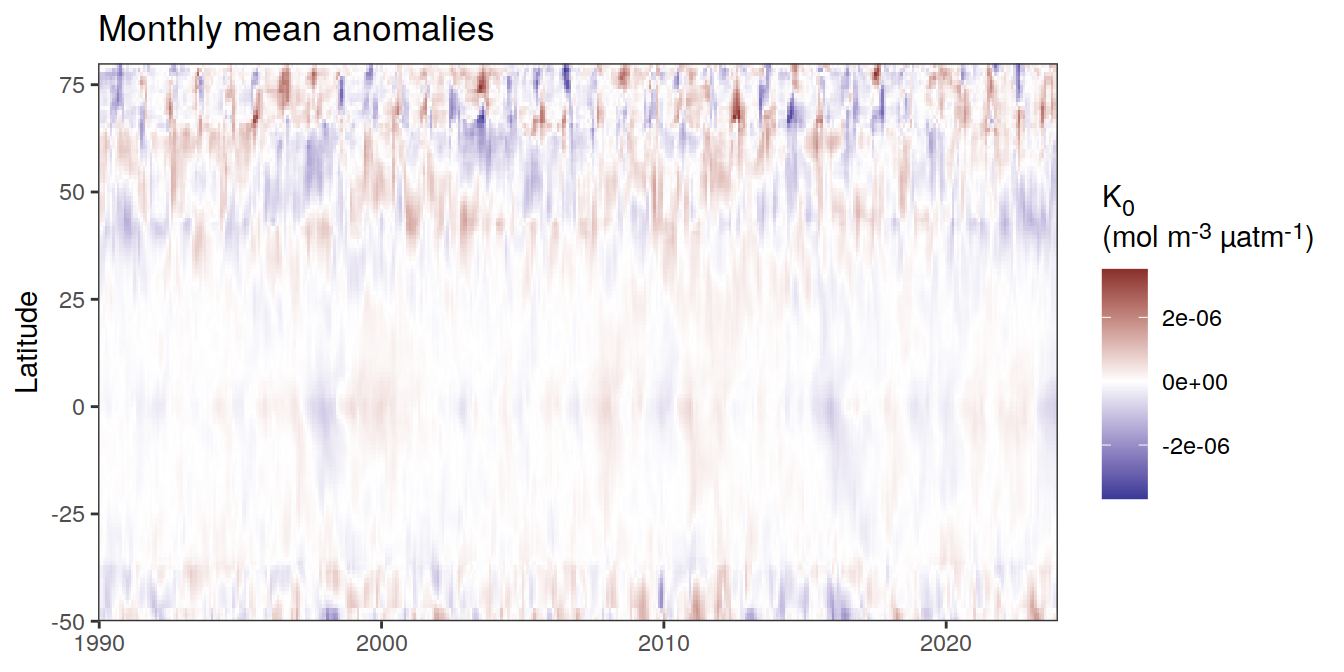 Monthly mean anomalies
75
50
25
0
-25
-50
Latitude
1990 2000 2010 2020
K₀
(mol m⁻³ µatm⁻¹)
2e-06
0e+00
-2e-06